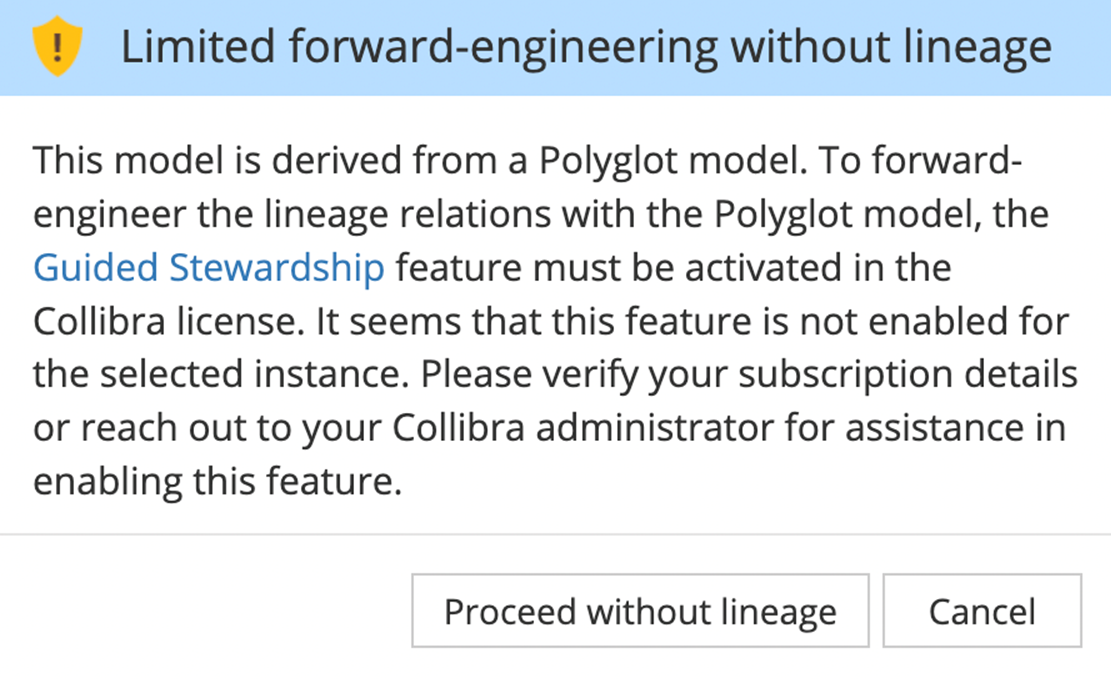 Limited forward-engineering without lineage
This model is derived from a Polyglot model. To forward-
engineer the lineage relations with the Polyglot model, the
Guided Stewardship feature must be activated in the
Collibra license. It seems that this feature is not enabled for
the selected instance. Please verify your subscription details
or reach out to your Collibra administrator for assistance in
enabling this feature.
Proceed without lineage
Cancel